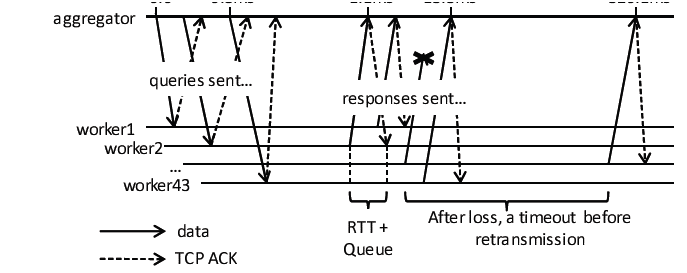 aggregator
queries sent...
responses sent...
worker1
worker2
...
worker43
RTT +
Queue
After loss, a timeout before
retransmission
data
TCP ACK